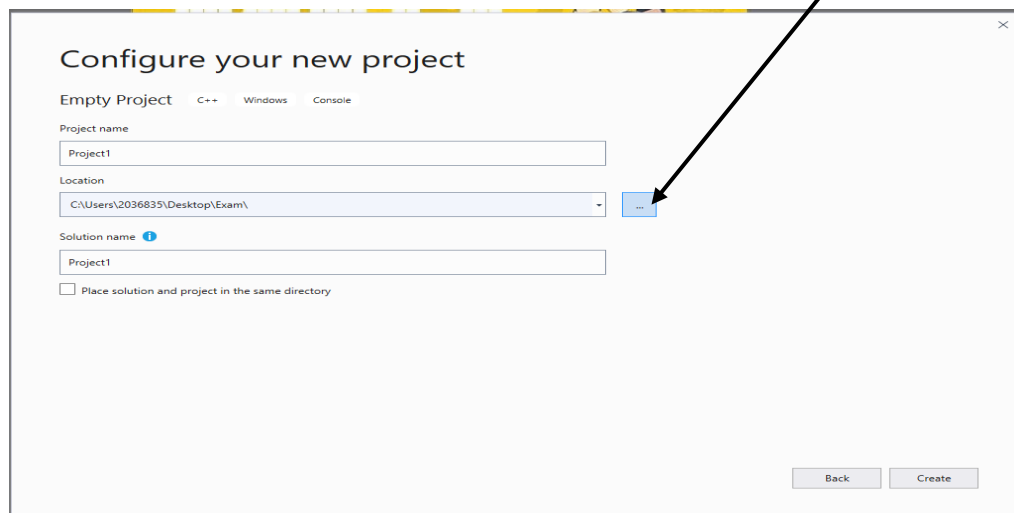 Configure your new project
Empty Project C++ Windows Console
Project name
Project1
Location
C:\Users\2036835\Desktop\Exam\
...
Solution name
Project1
Place solution and project in the same directory
Back Create